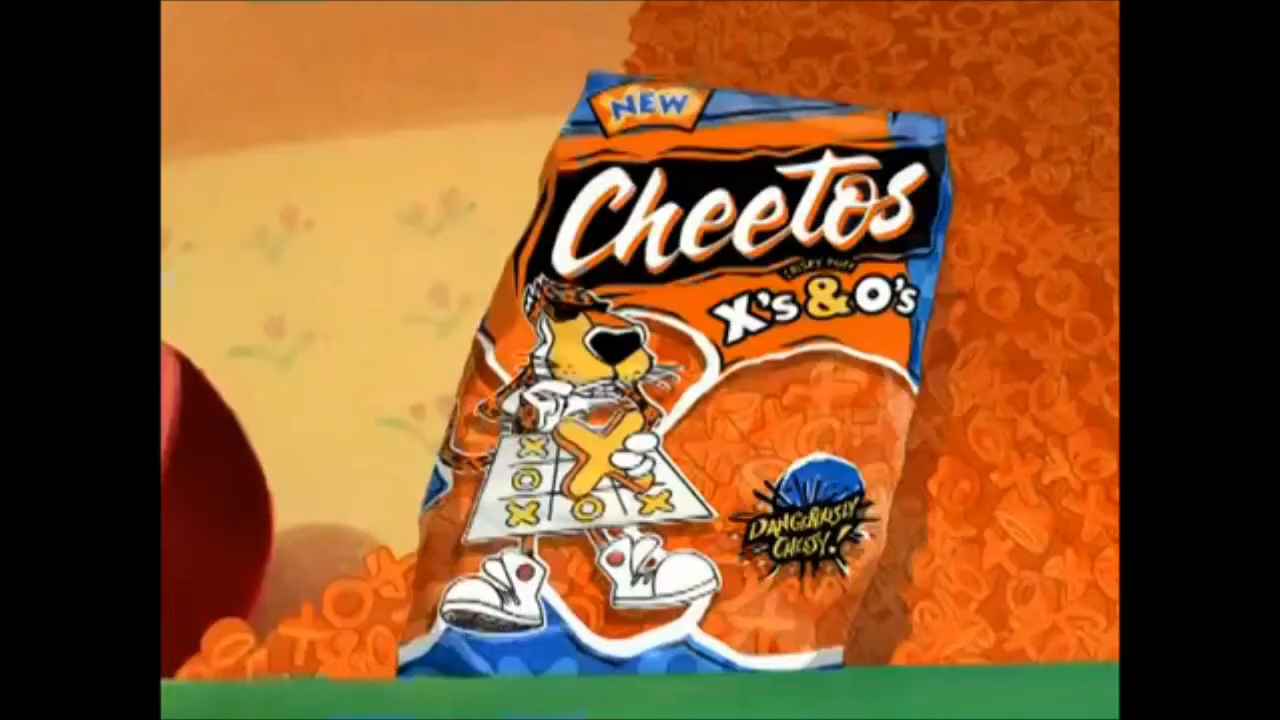 NEW
Cheetos
CRISPY PUFF
X's & O's
X
X
O
X O X
DANGEROUSLY
CHEESY!